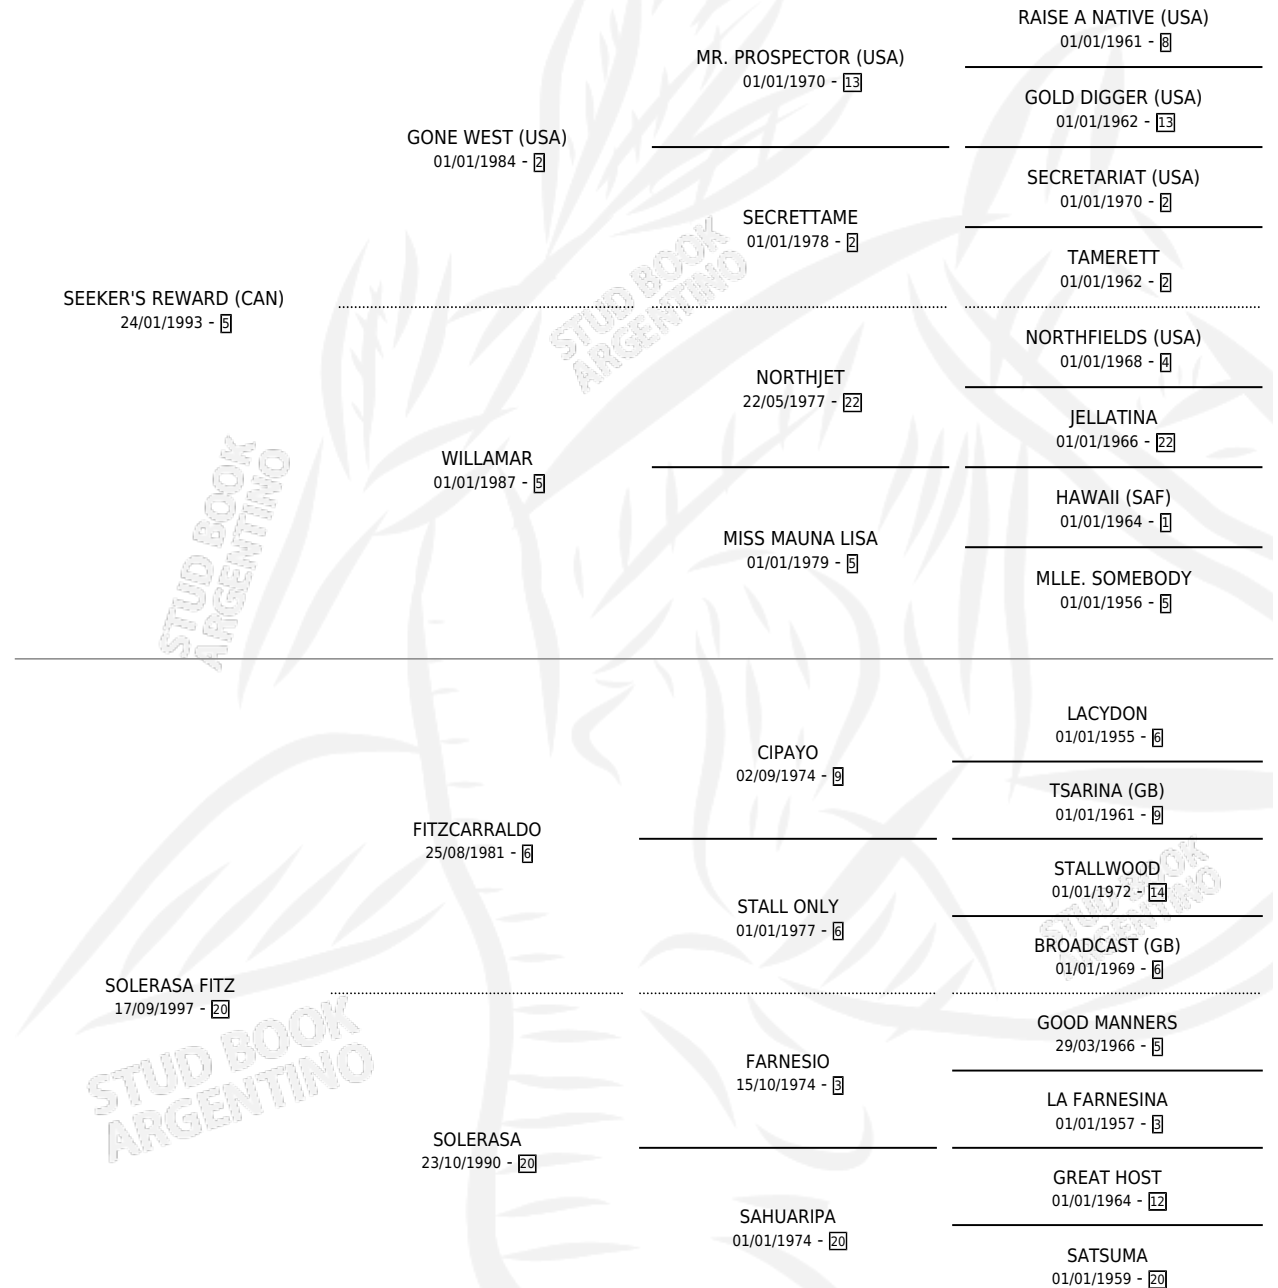 RAISE A NATIVE (USA)
01/01/1961 - 8
MR. PROSPECTOR (USA)
01/01/1970 - 13
GOLD DIGGER (USA)
01/01/1962 - 13
GONE WEST (USA)
01/01/1984 - 2
SECRETARIAT (USA)
01/01/1970 - 2
SECRETTAME
01/01/1978 - 2
TAMERETT
01/01/1962 - 2
SEEKER'S REWARD (CAN)
24/01/1993 - 5
NORTHFIELDS (USA)
01/01/1968 - 4
NORTHJET
22/05/1977 - 22
JELLATINA
01/01/1966 - 22
WILLAMAR
01/01/1987 - 5
HAWAII (SAF)
01/01/1964 - 1
MISS MAUNA LISA
01/01/1979 - 5
MLLE. SOMEBODY
01/01/1956 - 5
STUD BOOK
ARGENTINO
STUD BOOK
ARGENTINO
LACYDON
01/01/1955 - 6
CIPAYO
02/09/1974 - 9
TSARINA (GB)
01/01/1961 - 9
FITZCARRALDO
25/08/1981 - 6
STALLWOOD
01/01/1972 - 14
STALL ONLY
01/01/1977 - 6
BROADCAST (GB)
01/01/1969 - 6
SOLERASA FITZ
17/09/1997 - 20
GOOD MANNERS
29/03/1966 - 5
FARNESIO
15/10/1974 - 3
LA FARNESINA
01/01/1957 - 3
SOLERASA
23/10/1990 - 20
GREAT HOST
01/01/1964 - 12
SAHUARIPA
01/01/1974 - 20
SATSUMA
01/01/1959 - 20
STUD BOOK
ARGENTINO
STUD BOOK
ARGENTINO